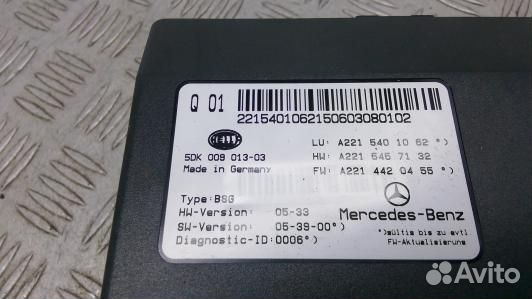 Q 01
2215401062150603080102
HELLA
LU: A221 540 10 62 *)
5DK 009 013-03
HW: A221 545 71 32
Made in Germany
FW: A221 442 04 55 *)
Type: BSG
HW-Version: 05-33
Mercedes-Benz
SW-Version: 05-39-00*)
Diagnostic-ID:0006*)
*)gültig bis zu evtl.
FW-Aktualisierung
Avito